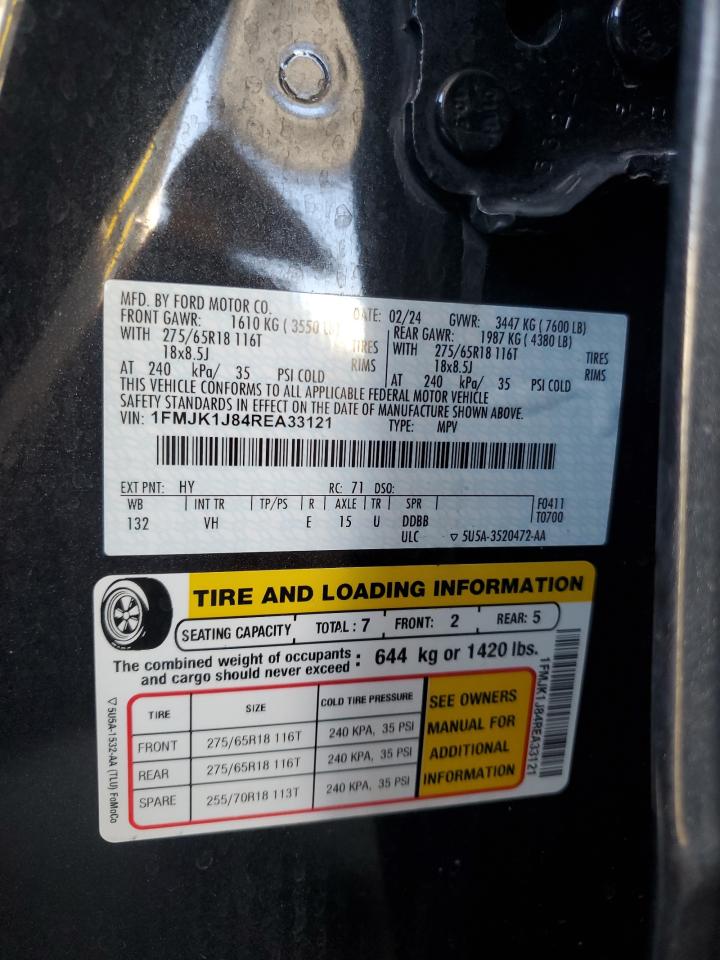 MFD. BY FORD MOTOR CO.
DATE: 02/24 GVWR: 3447 KG ( 7600 LB)
FRONT GAWR: 1610 KG ( 3550 LB)
REAR GAWR: 1987 KG ( 4380 LB)
WITH 275/65R18 116T TIRES
WITH 275/65R18 116T TIRES
18x8.5J RIMS
18x8.5J RIMS
AT 240 kPa/ 35 PSI COLD
AT 240 kPa/ 35 PSI COLD
THIS VEHICLE CONFORMS TO ALL APPLICABLE FEDERAL MOTOR VEHICLE
SAFETY STANDARDS IN EFFECT ON THE DATE OF MANUFACTURE SHOWN ABOVE.
VIN: 1FMJK1J84REA33121
TYPE: MPV
EXT PNT: HY RC: 71 DSO:
WB INT TR TP/PS R AXLE TR SPR F0411
132 VH E 15 U DDBB T0700
ULC ▽ 5U5A-3520472-AA
TIRE AND LOADING INFORMATION
SEATING CAPACITY TOTAL: 7 FRONT: 2 REAR: 5
The combined weight of occupants
and cargo should never exceed : 644 kg or 1420 lbs.
TIRE SIZE COLD TIRE PRESSURE
FRONT 275/65R18 116T 240 KPA, 35 PSI
REAR 275/65R18 116T 240 KPA, 35 PSI
SPARE 255/70R18 113T 240 KPA, 35 PSI
SEE OWNERS
MANUAL FOR
ADDITIONAL
INFORMATION
▽ 5U5A-1532-AA (TLU) FoMoCo
1FMJK1J84REA33121